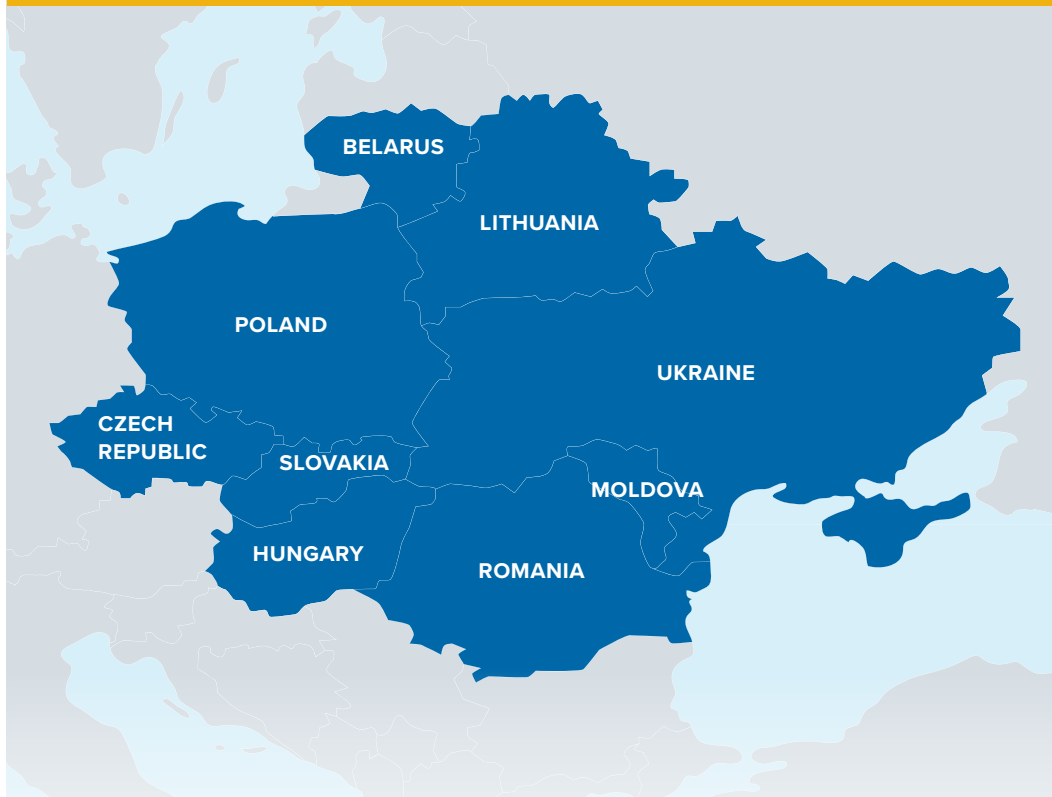 BELARUS
LITHUANIA
POLAND
UKRAINE
CZECH
REPUBLIC
SLOVAKIA
MOLDOVA
HUNGARY
ROMANIA